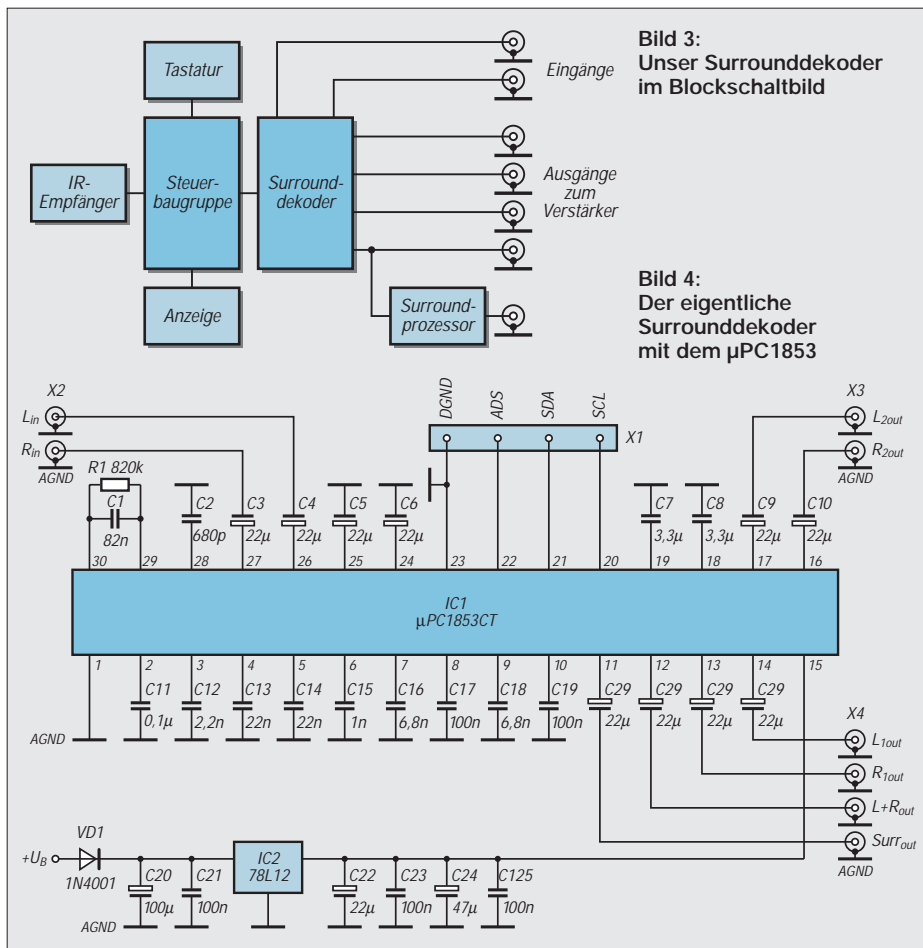 Bild 3:
Unser Surrounddekoder
im Blockschaltbild
Tastatur
Eingänge
IR-
Empfänger
Steuer-
baugruppe
Surround-
dekoder
Ausgänge
zum
Verstärker
Anzeige
Surround-
prozessor
Bild 4:
Der eigentliche
Surrounddekoder
mit dem µPC1853
X2
Lin
Rin
AGND
DGND
ADS
SDA
SCL
X1
X3
L2out
R2out
AGND
R1 820k
C1
82n
C2
680p
C3
22µ
C4
22µ
C5
22µ
C6
22µ
C7
3,3µ
C8
3,3µ
C9
22µ
C10
22µ
30 29 28 27 26 25 24 23 22 21 20 19 18 17 16
IC1
µPC1853CT
1 2 3 4 5 6 7 8 9 10 11 12 13 14 15
C11
0,1µ
C12
2,2n
C13
22n
C14
22n
C15
1n
C16
6,8n
C17
100n
C18
6,8n
C19
100n
C29
22µ
C29
22µ
C29
22µ
C29
22µ
AGND
X4
L1out
R1out
L+Rout
Surrout
AGND
+UB
VD1
1N4001
C20
100µ
C21
100n
IC2
78L12
C22
22µ
C23
100n
C24
47µ
C125
100n
AGND